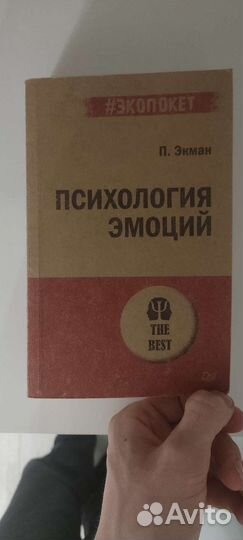 #ЭКОПОКЕТ
П. Экман
ПСИХОЛОГИЯ
ЭМОЦИЙ
THE
BEST
Avito